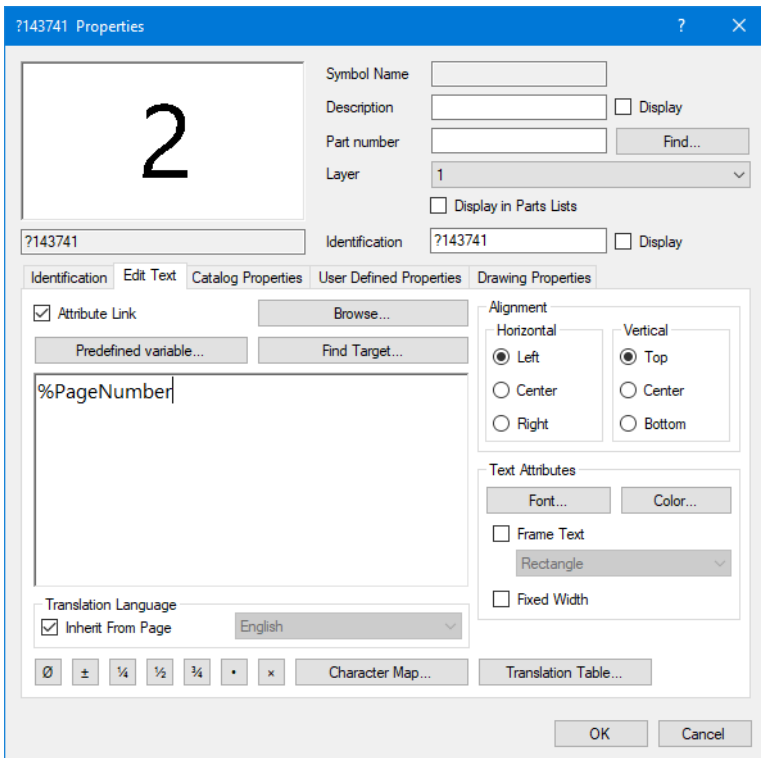 ?143741 Properties ? ×
2
Symbol Name
Description Display
Part number Find...
Layer 1
Display in Parts Lists
?143741 Identification ?143741 Display
Identification Edit Text Catalog Properties User Defined Properties Drawing Properties
Attribute Link Browse...
Predefined variable... Find Target...
%PageNumber
Alignment
Horizontal Vertical
Left Top
Center Center
Right Bottom
Text Attributes
Font... Color...
Frame Text
Rectangle
Fixed Width
Translation Language
Inherit From Page English
Ø ± ¼ ½ ¾ • × Character Map... Translation Table...
OK Cancel